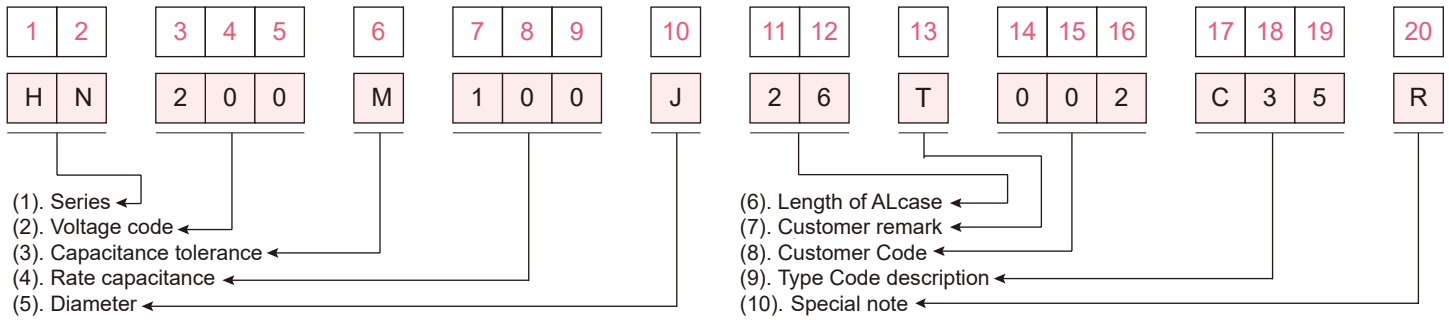 1 2 3 4 5 6 7 8 9 10 11 12 13 14 15 16 17 18 19 20
H N 2 0 0 M 1 0 0 J 2 6 T 0 0 2 C 3 5 R
(1). Series
(2). Voltage code
(3). Capacitance tolerance
(4). Rate capacitance
(5). Diameter
(6). Length of ALcase
(7). Customer remark
(8). Customer Code
(9). Type Code description
(10). Special note